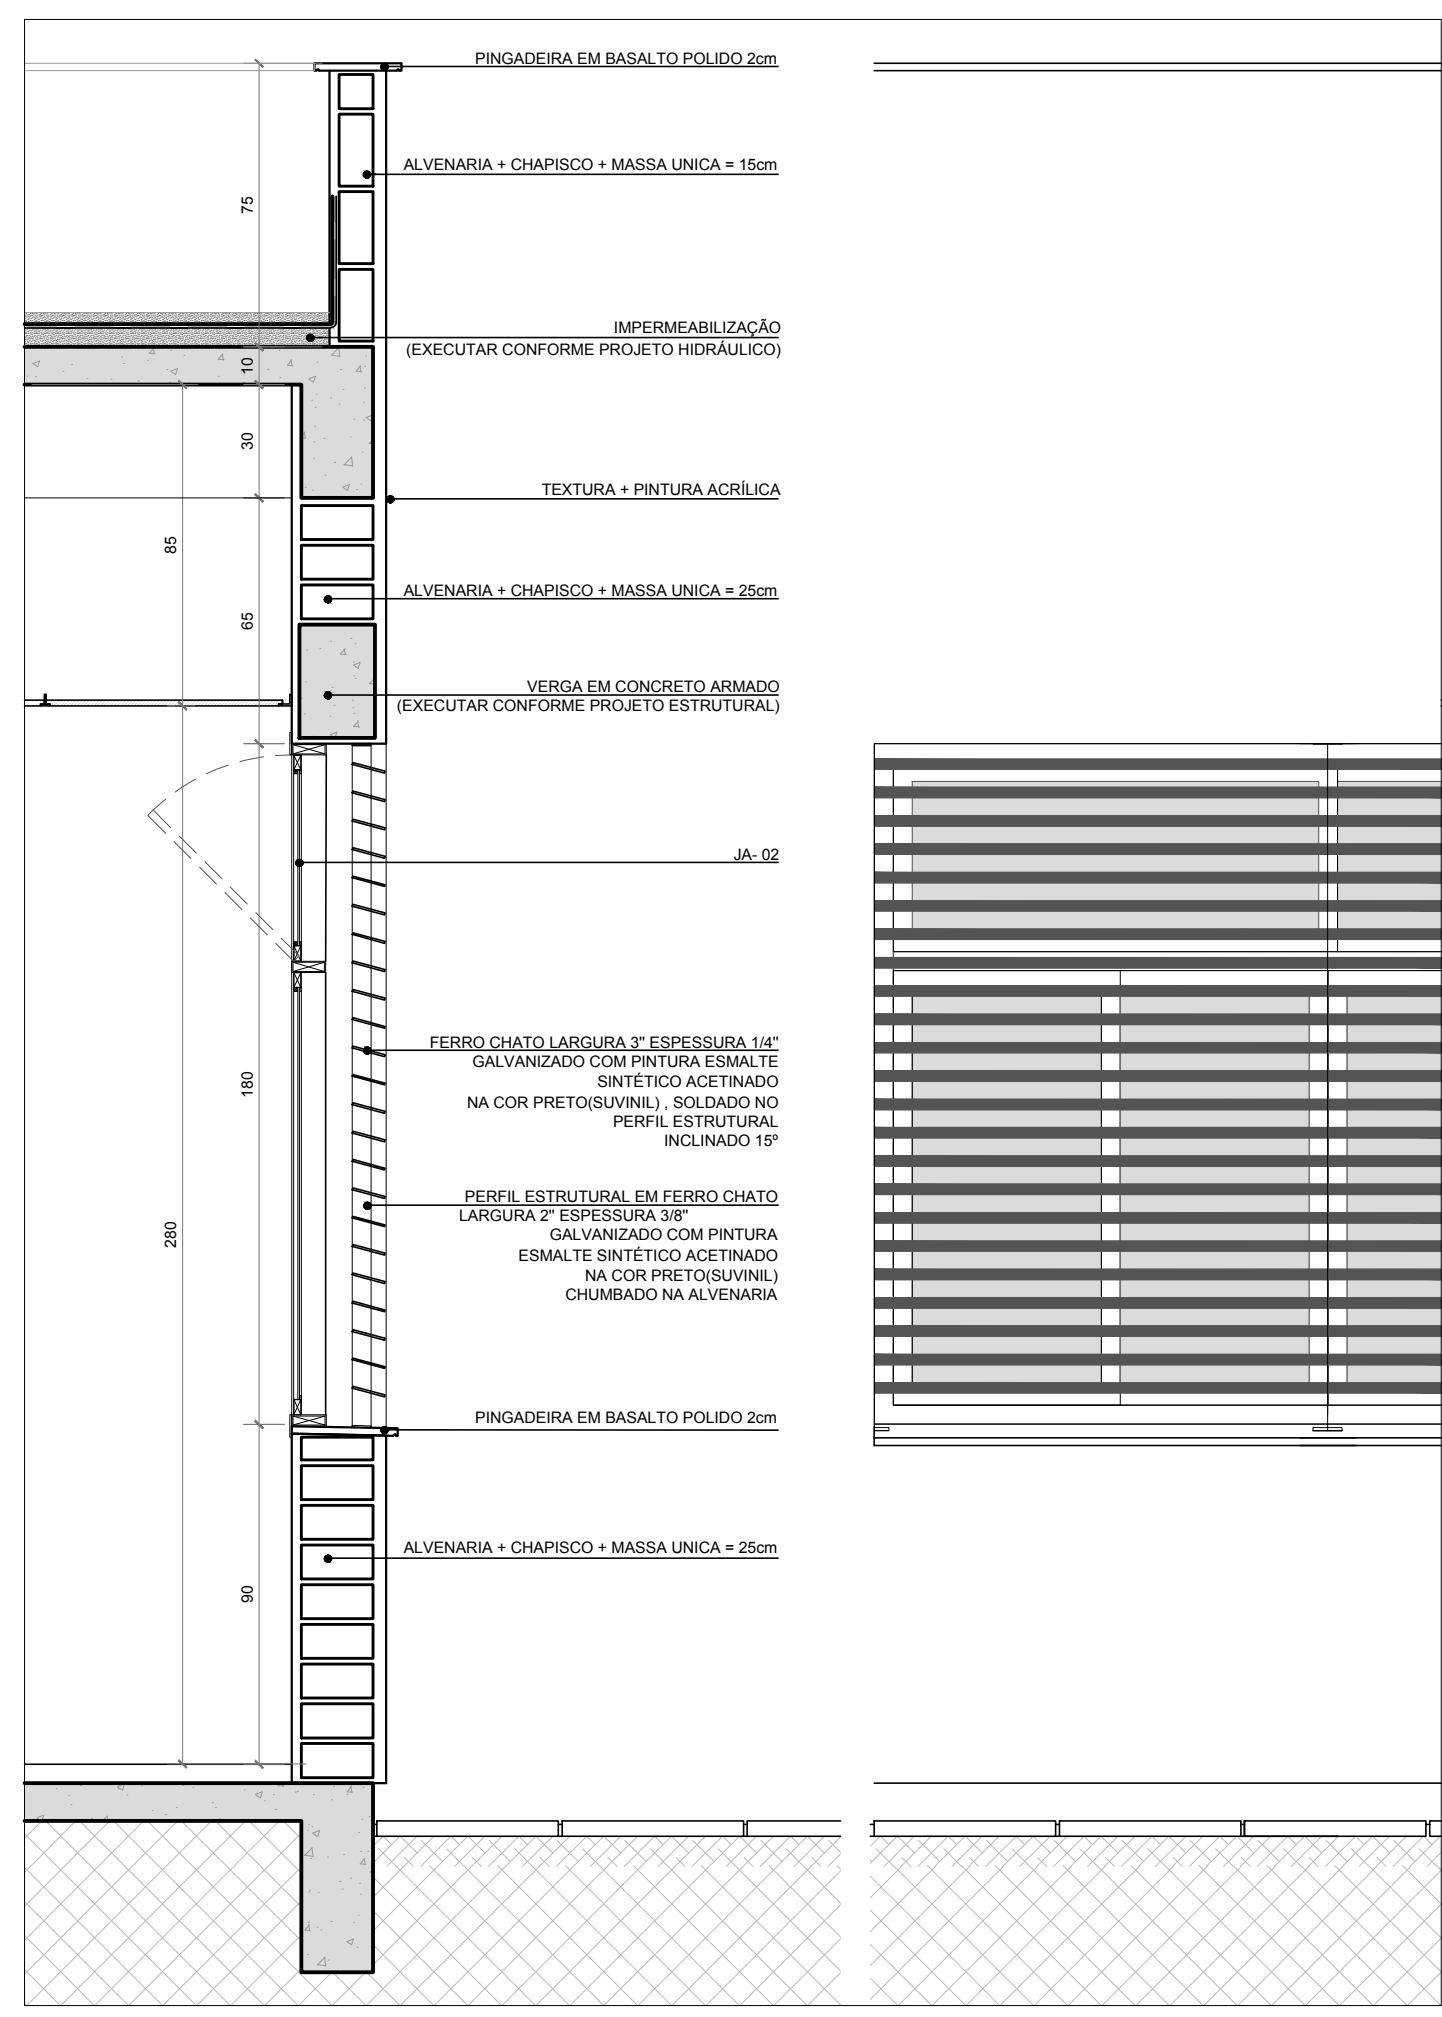 PINGADEIRA EM BASALTO POLIDO 2cm
ALVENARIA + CHAPISCO + MASSA UNICA = 15cm
75
IMPERMEABILIZAÇÃO
(EXECUTAR CONFORME PROJETO HIDRÁULICO)
10
30
TEXTURA + PINTURA ACRÍLICA
85
ALVENARIA + CHAPISCO + MASSA UNICA = 25cm
65
VERGA EM CONCRETO ARMADO
(EXECUTAR CONFORME PROJETO ESTRUTURAL)
JA- 02
FERRO CHATO LARGURA 3" ESPESSURA 1/4"
GALVANIZADO COM PINTURA ESMALTE
SINTÉTICO ACETINADO
NA COR PRETO(SUVINIL) , SOLDADO NO
PERFIL ESTRUTURAL
INCLINADO 15º
180
PERFIL ESTRUTURAL EM FERRO CHATO
LARGURA 2" ESPESSURA 3/8"
GALVANIZADO COM PINTURA
ESMALTE SINTÉTICO ACETINADO
NA COR PRETO(SUVINIL)
CHUMBADO NA ALVENARIA
280
PINGADEIRA EM BASALTO POLIDO 2cm
ALVENARIA + CHAPISCO + MASSA UNICA = 25cm
90